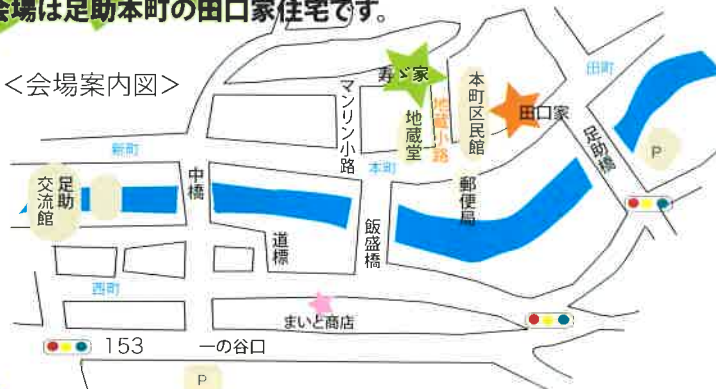 会場は足助本町の田口家住宅です。
＜会場案内図＞
寿ゞ家
田町
マンリン小路
地蔵堂
地蔵小路
本町区民館
田口家
足助橋
新町
本町
P
足助
交流館
中橋
郵便局
飯盛橋
道標
西町
まいと商店
153
一の谷口
P